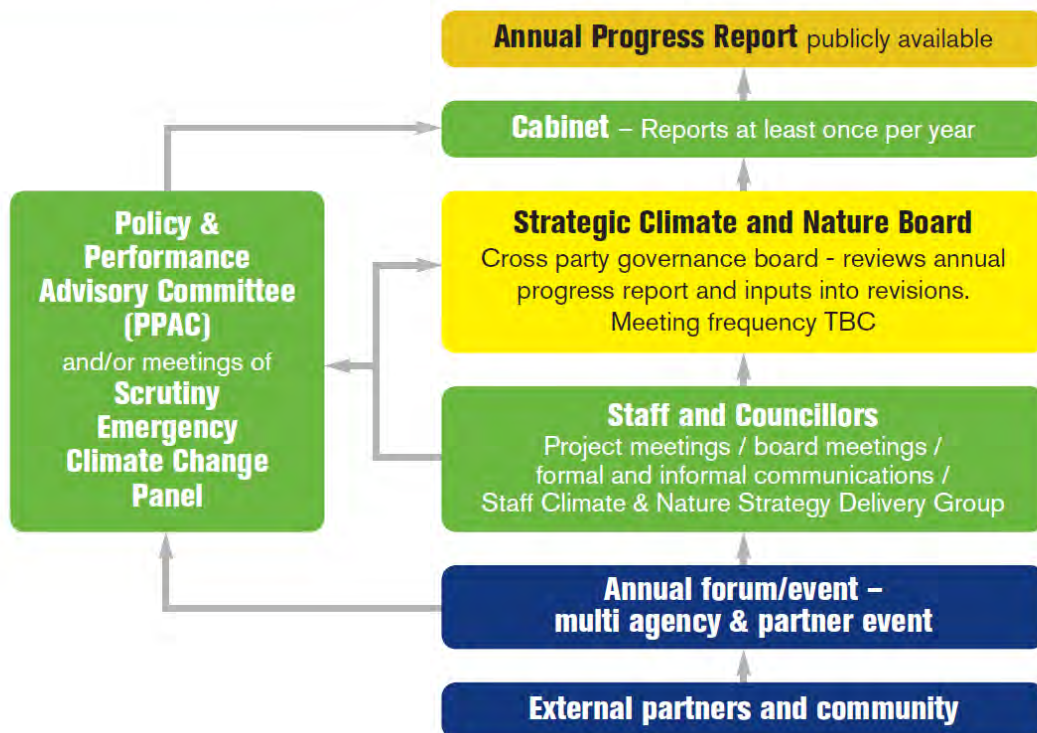 Annual Progress Report publicly available
Cabinet – Reports at least once per year
Policy &
Performance
Advisory Committee
(PPAC)
and/or meetings of
Scrutiny
Emergency
Climate Change
Panel
Strategic Climate and Nature Board
Cross party governance board - reviews annual
progress report and inputs into revisions.
Meeting frequency TBC
Staff and Councillors
Project meetings / board meetings /
formal and informal communications /
Staff Climate & Nature Strategy Delivery Group
Annual forum/event –
multi agency & partner event
External partners and community